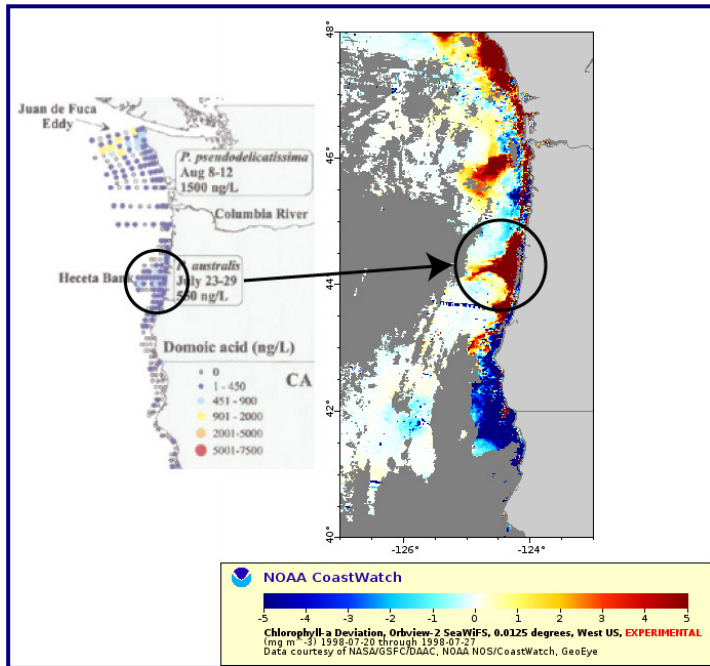 Juan de Fuca
Eddy
P. pseudodelicatissima
Aug 8-12
1500 ng/L
Columbia River
Heceta Bank
australis
July 23-29
550 ng/L
Domoic acid (ng/L)
CA
0
1 - 450
451 - 900
901 - 2000
2001-5000
5001-7500
48°
46°
44°
42°
40°
-126°
-124°
NOAA CoastWatch
-5 -4 -3 -2 -1 0 1 2 3 4 5
Chlorophyll-a Deviation, Orbview-2 SeaWiFS, 0.0125 degrees, West US, EXPERIMENTAL
(mg m^-3) 1998-07-20 through 1998-07-27
Data courtesy of NASA/GSFC/DAAC, NOAA NOS/CoastWatch, GeoEye